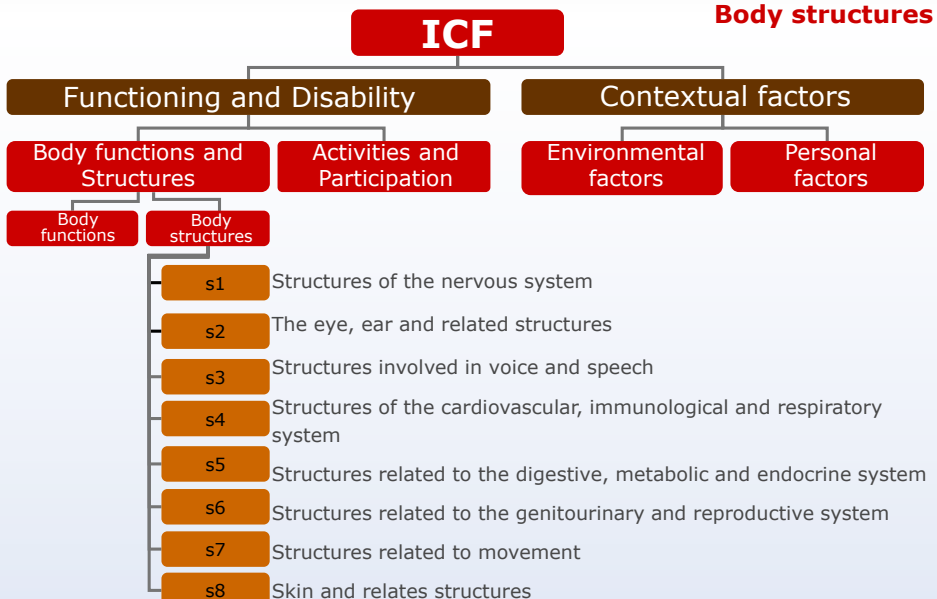 Body structures
ICF
Functioning and Disability
Contextual factors
Body functions and
Structures
Activities and
Participation
Environmental
factors
Personal
factors
Body
functions
Body
structures
s1
Structures of the nervous system
s2
The eye, ear and related structures
s3
Structures involved in voice and speech
s4
Structures of the cardiovascular, immunological and respiratory
system
s5
Structures related to the digestive, metabolic and endocrine system
s6
Structures related to the genitourinary and reproductive system
s7
Structures related to movement
s8
Skin and relates structures